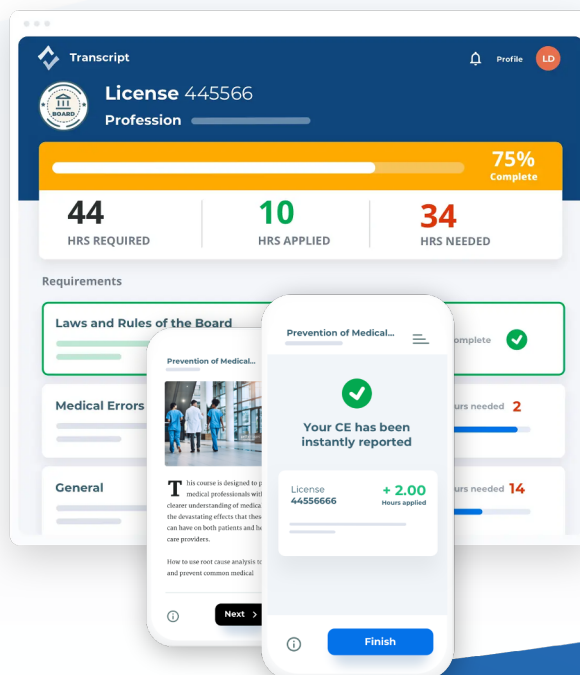 Transcript
Profile LD
License 445566
BOARD
Profession
75%
Complete
44 10 34
HRS REQUIRED HRS APPLIED HRS NEEDED
Requirements
Laws and Rules of the Board
omplete
Medical Errors
urs needed 2
General
urs needed 14
Prevention of Medical...
This course is designed to p
medical professionals with
clearer understanding of medica
the devastating effects that thes
can have on both patients and he
care providers.
How to use root cause analysis to
and prevent common medical
Next >
Prevention of Medical...
Your CE has been
instantly reported
License
44556666
+ 2.00
Hours applied
Finish